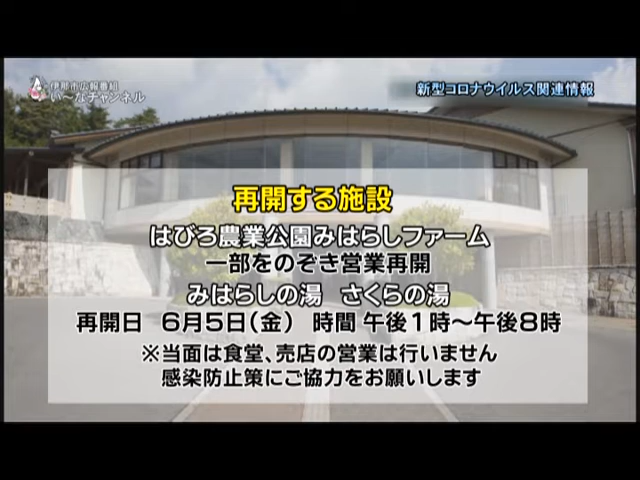 伊那市広報番組
い〜なチャンネル
新型コロナウイルス関連情報
再開する施設
はびろ農業公園みはらしファーム
一部をのぞき営業再開
みはらしの湯　さくらの湯
再開日　6月5日(金)　時間 午後1時〜午後8時
※当面は食堂、売店の営業は行いません
感染防止策にご協力をお願いします